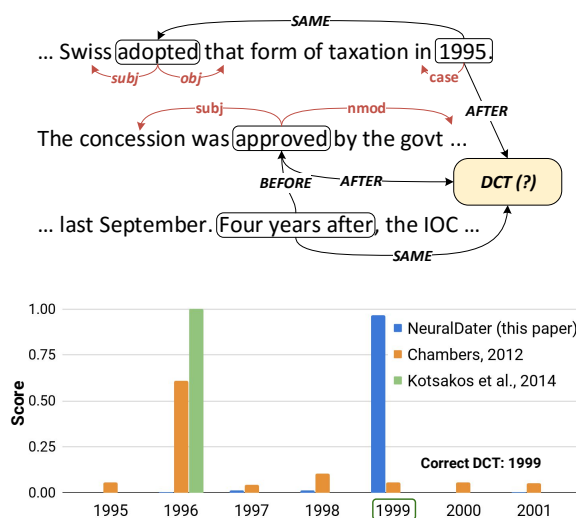 SAME
... Swiss adopted that form of taxation in 1995.
subj obj case
AFTER
subj nmod
The concession was approved by the govt ...
BEFORE AFTER DCT (?)
... last September. Four years after, the IOC ...
SAME
1.00
NeuralDater (this paper)
0.75
Chambers, 2012
Kotsakos et al., 2014
Score
0.50
0.25
Correct DCT: 1999
0.00
1995 1996 1997 1998 1999 2000 2001